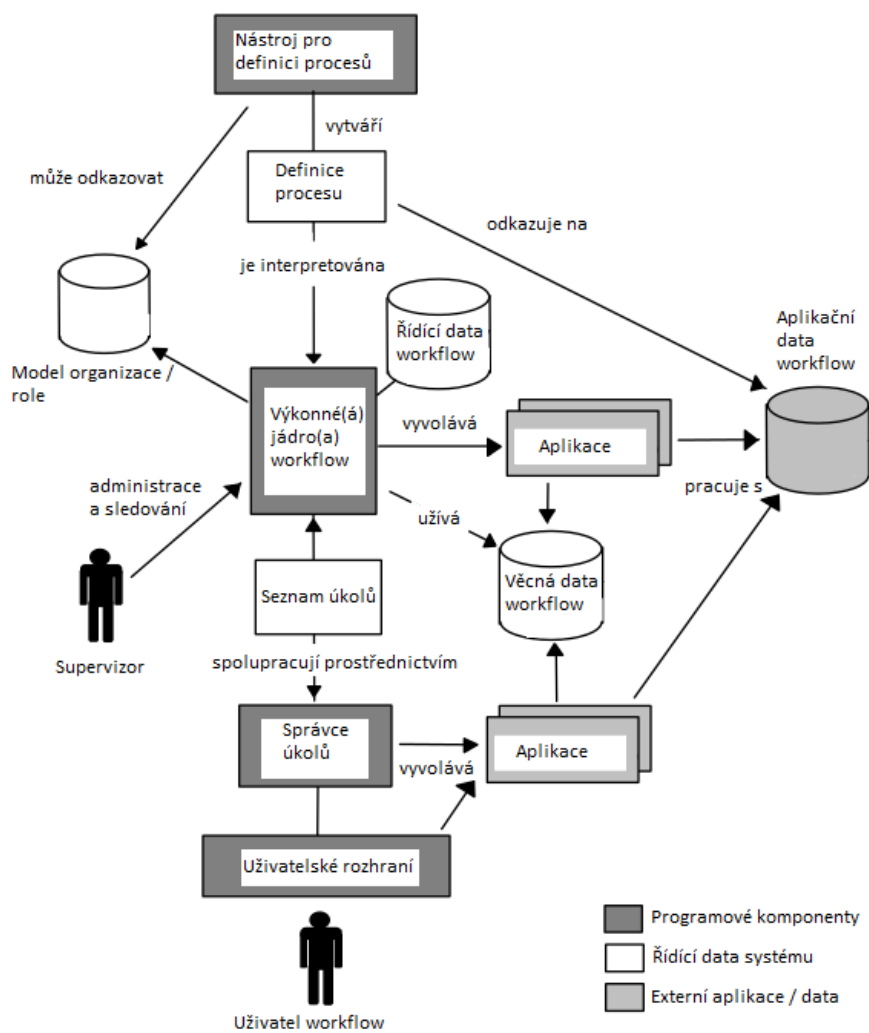 Nástroj pro
definici procesů
vytváří
Definice
procesu
může odkazovat
odkazuje na
je interpretována
Řídící data
workflow
Aplikační
data
workflow
Model organizace /
role
Výkonné(á)
jádro(a)
workflow
vyvolává
Aplikace
pracuje s
administrace
a sledování
užívá
Věcná data
workflow
Seznam úkolů
Supervizor
spolupracují prostřednictvím
Správce
úkolů
vyvolává
Aplikace
Uživatelské rozhraní
Programové komponenty
Řídící data systému
Externí aplikace / data
Uživatel workflow